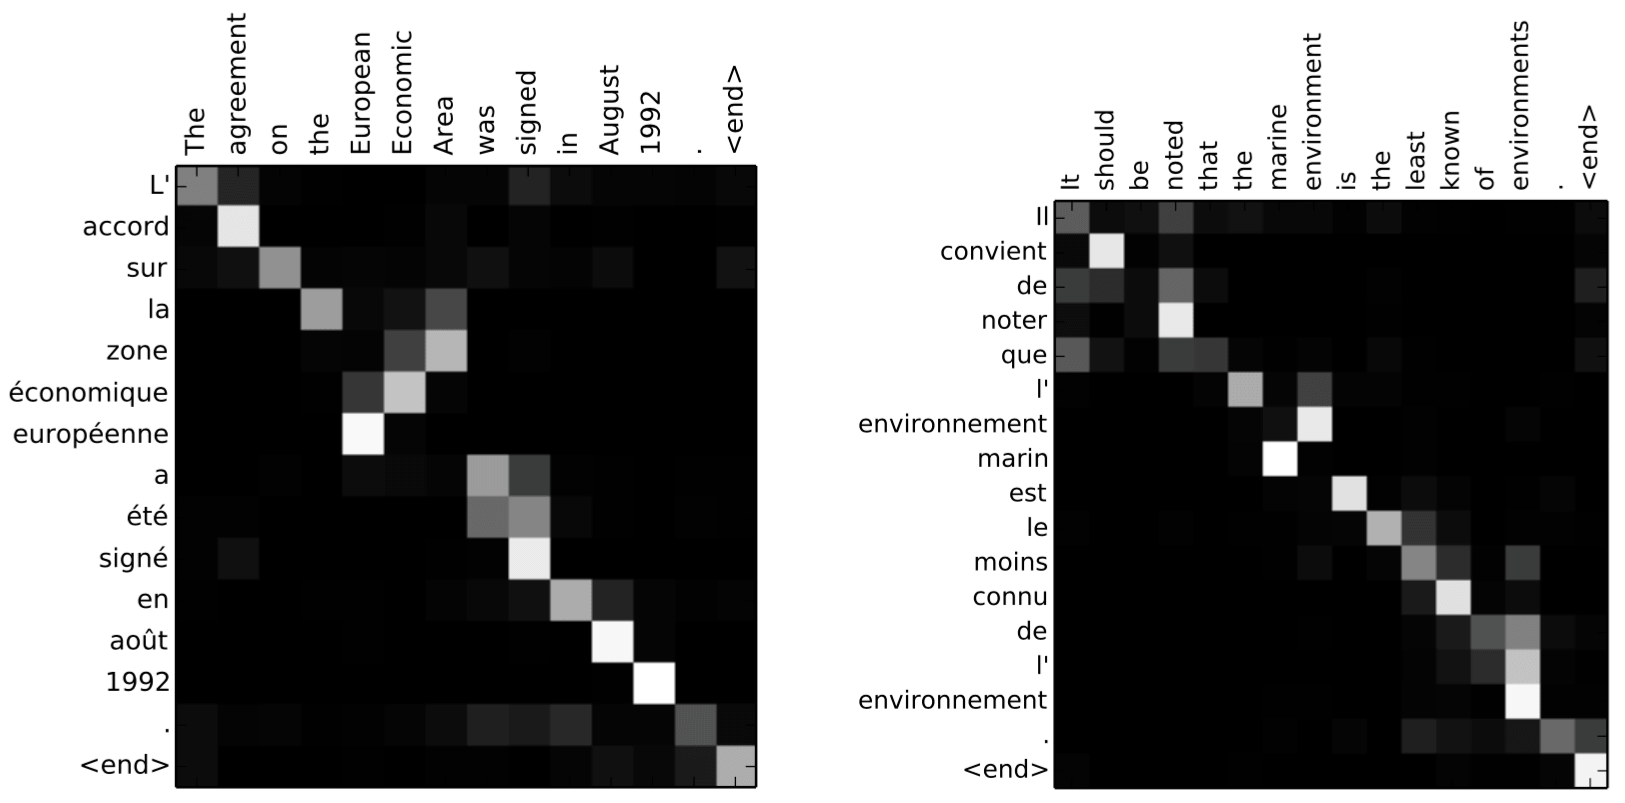 The agreement on the European Economic Area was signed in August 1992 . <end>
L'
accord
sur
la
zone
économique
européenne
a
été
signé
en
août
1992
.
<end>
It should be noted that the marine environment is the least known of environments . <end>
Il
convient
de
noter
que
l'
environnement
marin
est
le
moins
connu
de
l'
environnement
.
<end>